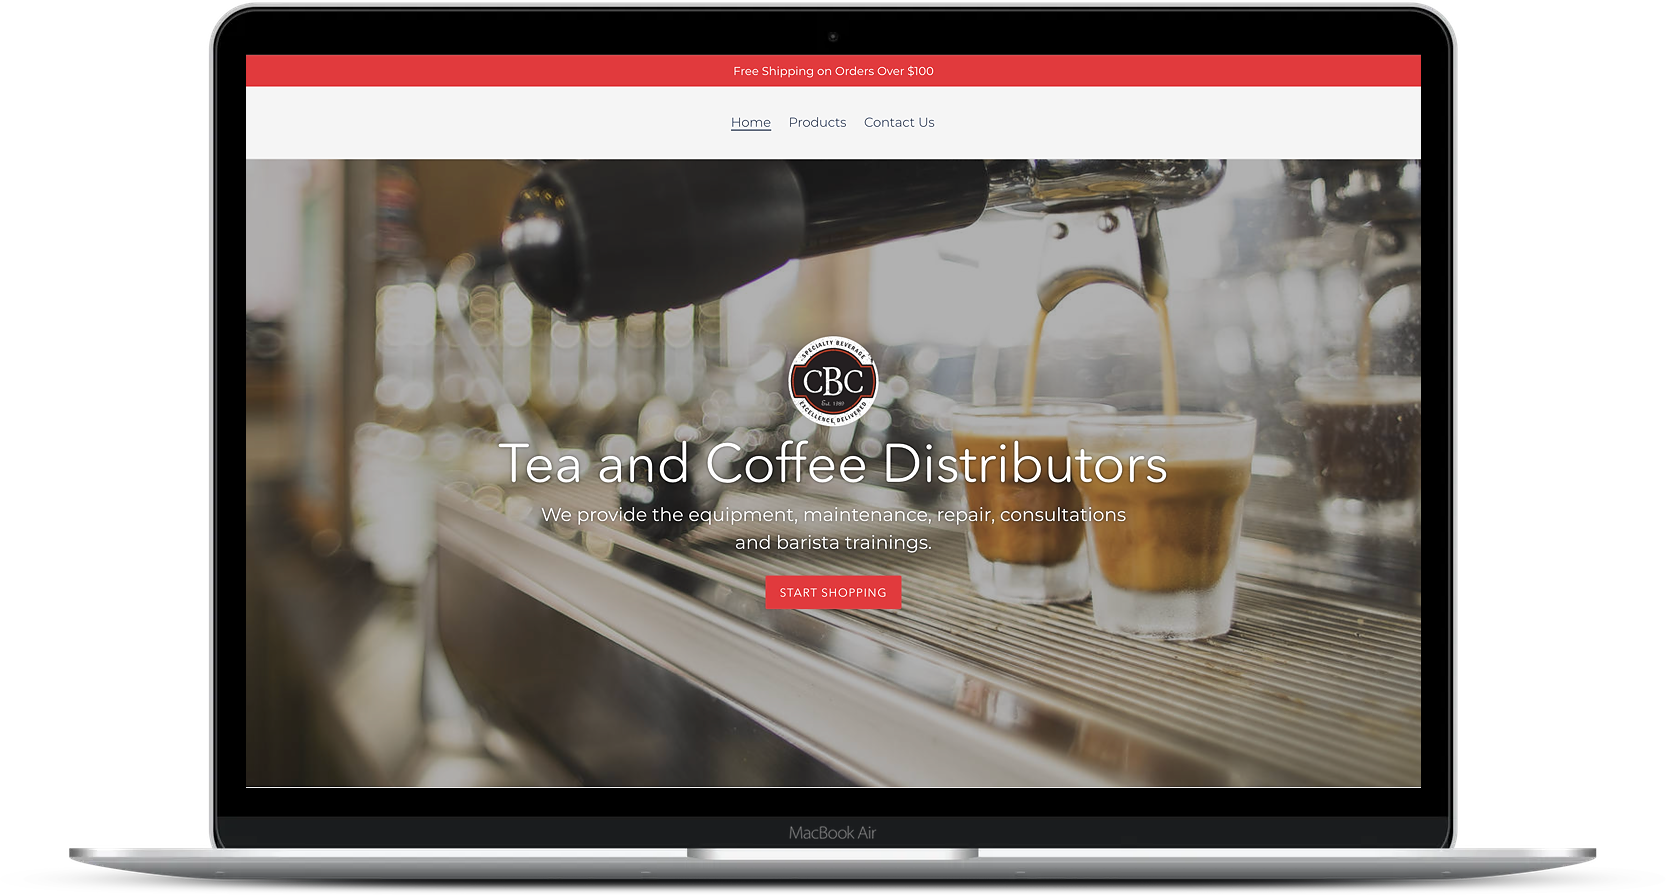 Free Shipping on Orders Over $100
Home Products Contact Us
SPECIALTY BEVERAGE
CBC
Est. 1980
EXCELLENCE, DELIVERED
Tea and Coffee Distributors
We provide the equipment, maintenance, repair, consultations
and barista trainings.
START SHOPPING
MacBook Air